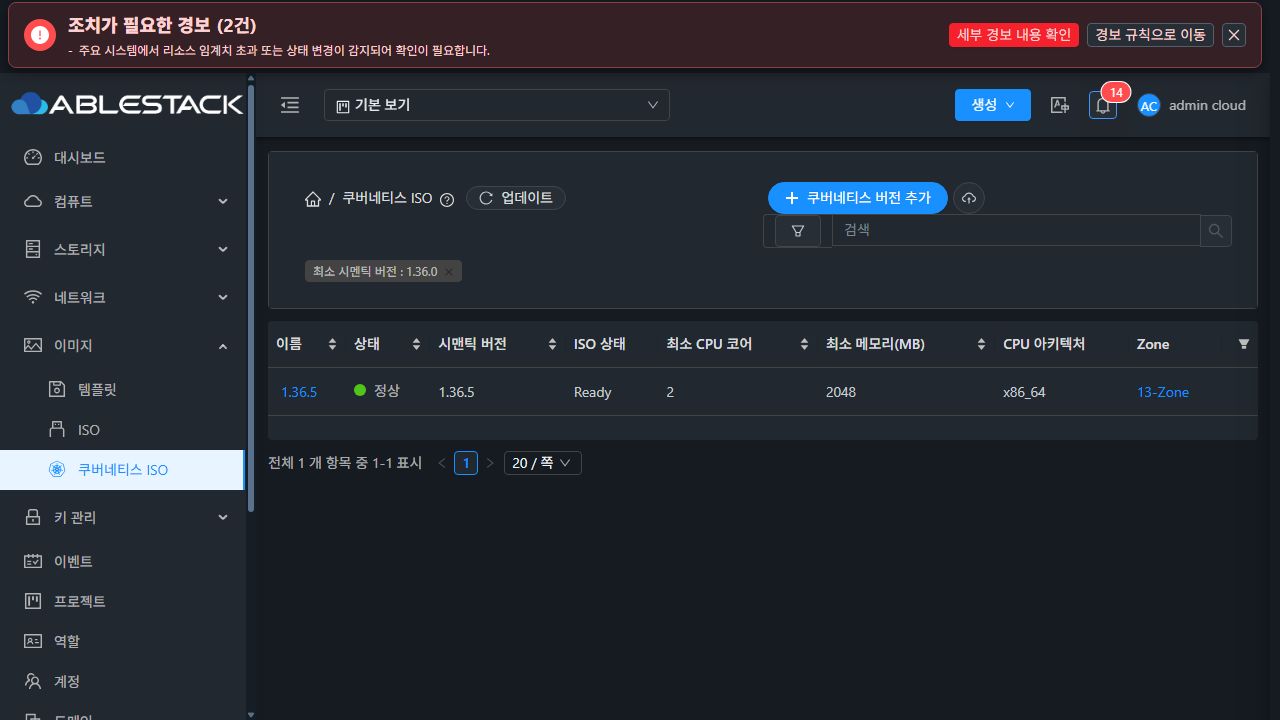 조치가 필요한 경보 (2건)
- 주요 시스템에서 리소스 임계치 초과 또는 상태 변경이 감지되어 확인이 필요합니다.
세부 경보 내용 확인
경보 규칙으로 이동
ABLESTACK
기본 보기
생성
14
AC
admin cloud
대시보드
컴퓨트
스토리지
네트워크
이미지
템플릿
ISO
쿠버네티스 ISO
키 관리
이벤트
프로젝트
역할
계정
/ 쿠버네티스 ISO
업데이트
쿠버네티스 버전 추가
검색
최소 시멘틱 버전 : 1.36.0
이름 상태 시맨틱 버전 ISO 상태 최소 CPU 코어 최소 메모리(MB) CPU 아키텍처 Zone
1.36.5 정상 1.36.5 Ready 2 2048 x86_64 13-Zone
전체 1 개 항목 중 1-1 표시 1 20 / 쪽